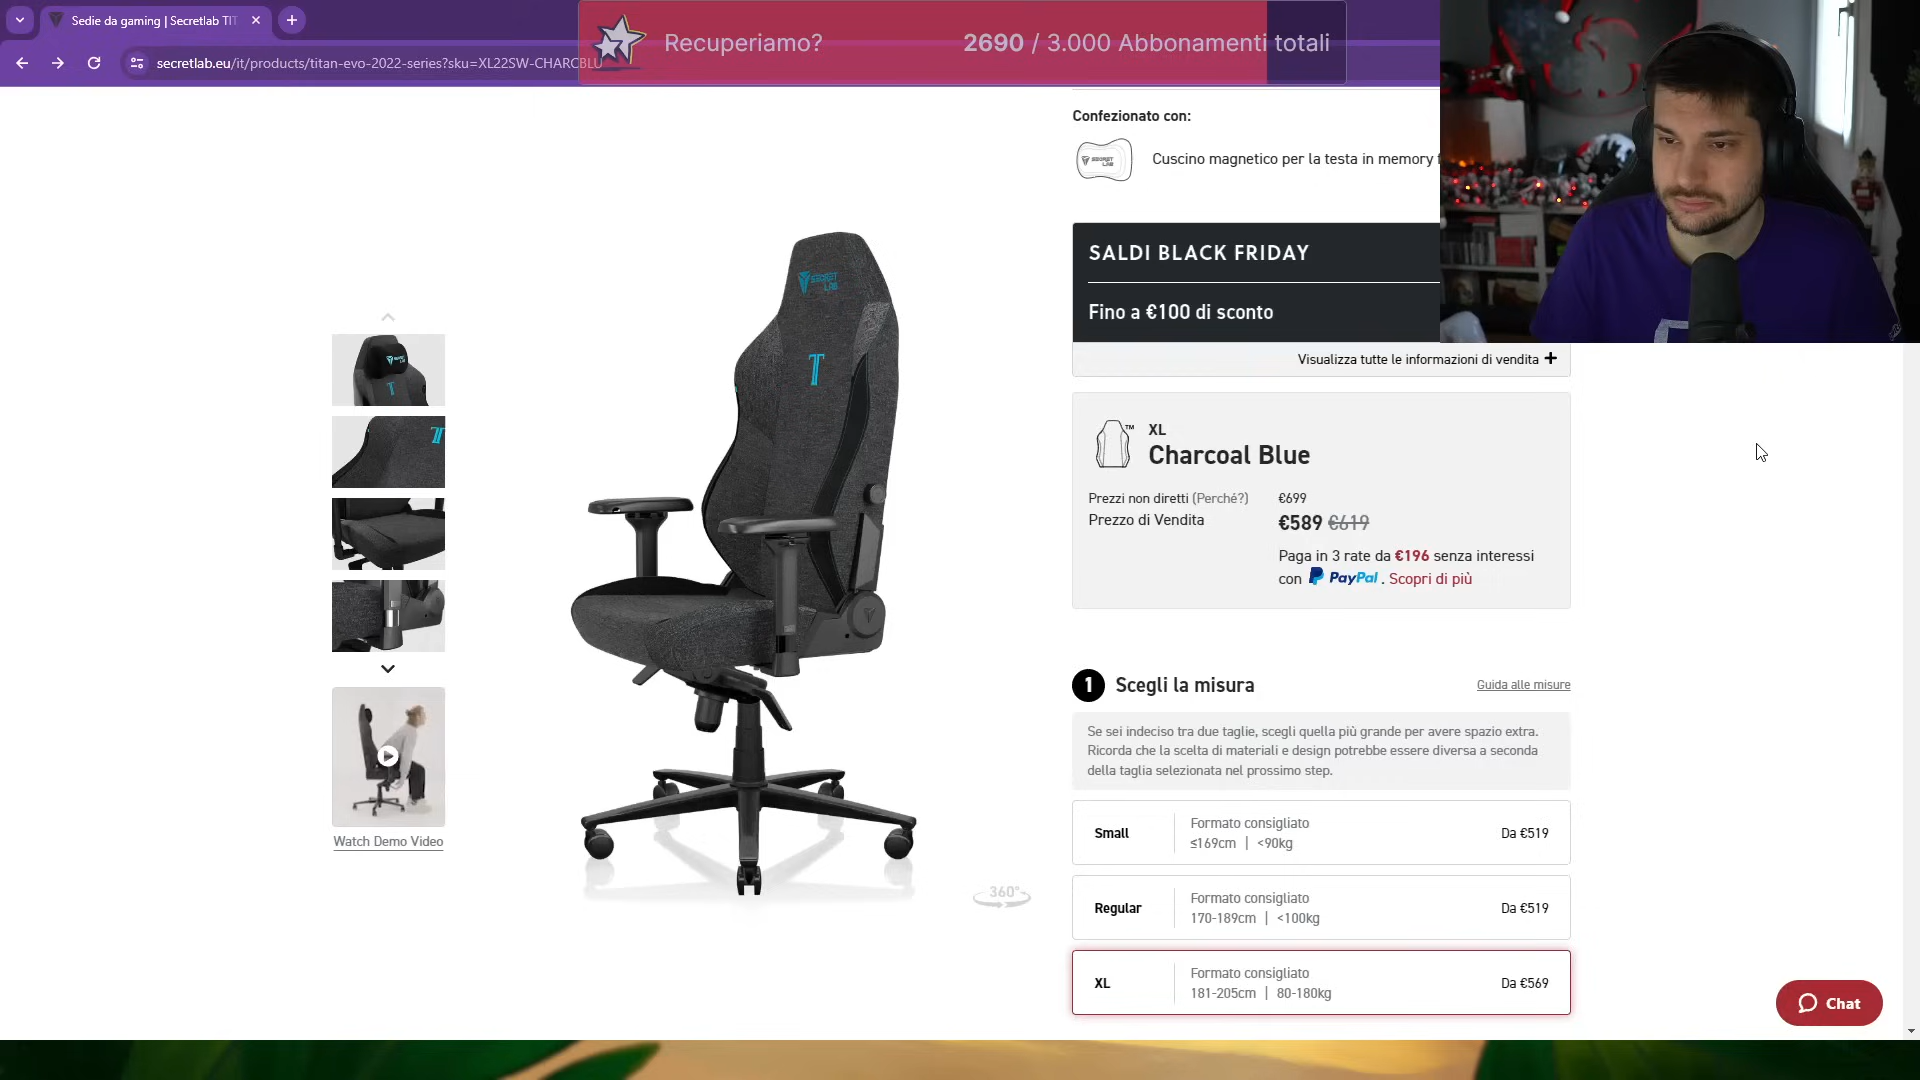 Sedie da gaming | Secretlab TIT
Recuperiamo?
2690 / 3.000 Abbonamenti totali
secretlab.eu/it/products/titan-evo-2022-series?sku=XL22SW-CHARCBLU
Confezionato con:
SECRET LAB
Cuscino magnetico per la testa in memory f
SALDI BLACK FRIDAY
Fino a €100 di sconto
Visualizza tutte le informazioni di vendita +
SECRET
LAB
T
XL
Charcoal Blue
Prezzi non diretti (Perché?) €699
Prezzo di Vendita €589 €619
Paga in 3 rate da €196 senza interessi
con PayPal. Scopri di più
1 Scegli la misura
Guida alle misure
Se sei indeciso tra due taglie, scegli quella più grande per avere spazio extra.
Ricorda che la scelta di materiali e design potrebbe essere diversa a seconda
della taglia selezionata nel prossimo step.
Small
Formato consigliato
≤169cm | <90kg
Da €519
Regular
Formato consigliato
170-189cm | <100kg
Da €519
XL
Formato consigliato
181-205cm | 80-180kg
Da €569
Watch Demo Video
360°
Chat